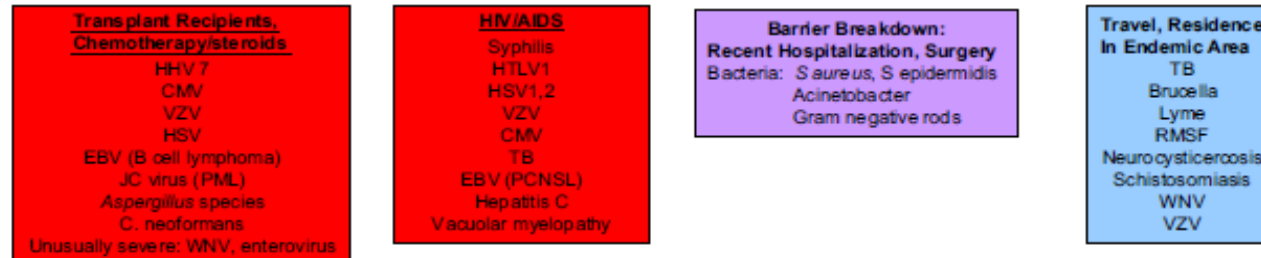 Transplant Recipients,
Chemotherapy/steroids
HHV 7
CMV
VZV
HSV
EBV (B cell lymphoma)
JC virus (PML)
Aspergillus species
C. neoformans
Unusually severe: WNV, enterovirus
HIV/AIDS
Syphilis
HTLV1
HSV1,2
VZV
CMV
TB
EBV (PCNSL)
Hepatitis C
Vacuolar myelopathy
Barrier Breakdown:
Recent Hospitalization, Surgery
Bacteria: S aureus, S epidermidis
Acinetobacter
Gram negative rods
Travel, Residence
In Endemic Area
TB
Brucella
Lyme
RMSF
Neurocysticercosis
Schistosomiasis
WNV
VZV